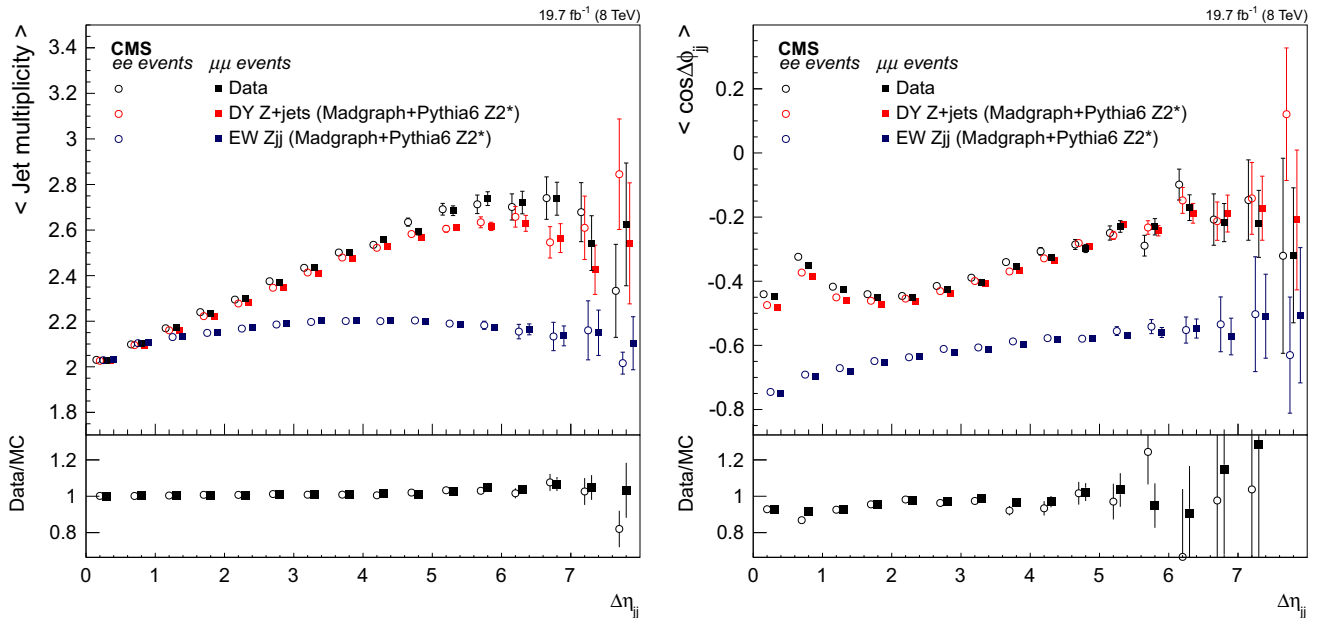 19.7 fb⁻¹ (8 TeV)
CMS
ee events μμ events
Data
DY Z+jets (Madgraph+Pythia6 Z2*)
EW Zjj (Madgraph+Pythia6 Z2*)
< Jet multiplicity >
3.4
3.2
3
2.8
2.6
2.4
2.2
2
1.8
Data/MC
1.2
1
0.8
0 1 2 3 4 5 6 7
Δη_jj
19.7 fb⁻¹ (8 TeV)
CMS
ee events μμ events
Data
DY Z+jets (Madgraph+Pythia6 Z2*)
EW Zjj (Madgraph+Pythia6 Z2*)
< cosΔϕ_jj >
0.2
0
-0.2
-0.4
-0.6
-0.8
Data/MC
1.2
1
0.8
0 1 2 3 4 5 6 7
Δη_jj